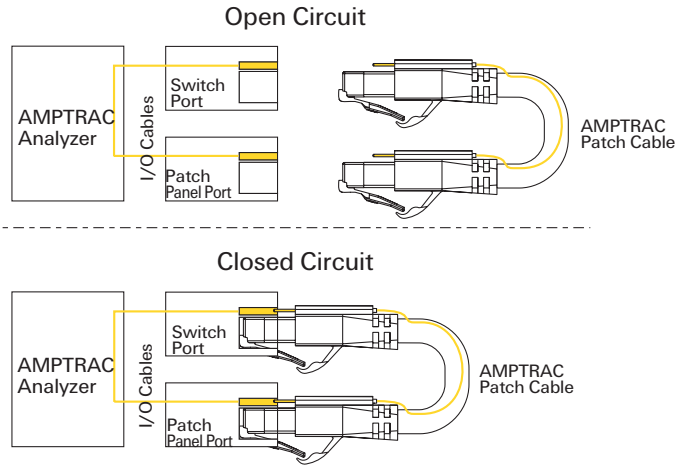 Open Circuit
AMPTRAC
Analyzer
I/O Cables
Switch
Port
Patch
Panel Port
AMPTRAC
Patch Cable
Closed Circuit
AMPTRAC
Analyzer
I/O Cables
Switch
Port
Patch
Panel Port
AMPTRAC
Patch Cable